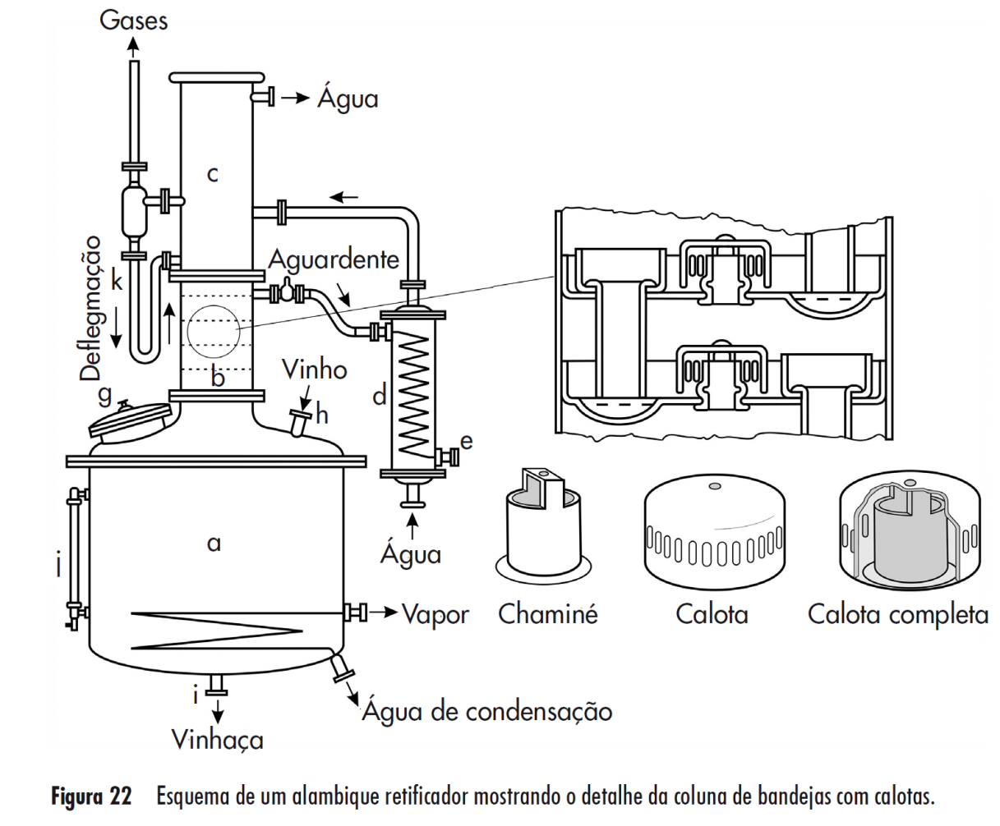 Gases
Água
c
Deflegmação
k
Aguardente
b
Vinho
g
h
d
e
a
j
Água
Vapor
Chaminé
Calota
Calota completa
i
Água de condensação
Vinhaça
Figura 22 Esquema de um alambique retificador mostrando o detalhe da coluna de bandejas com calotas.